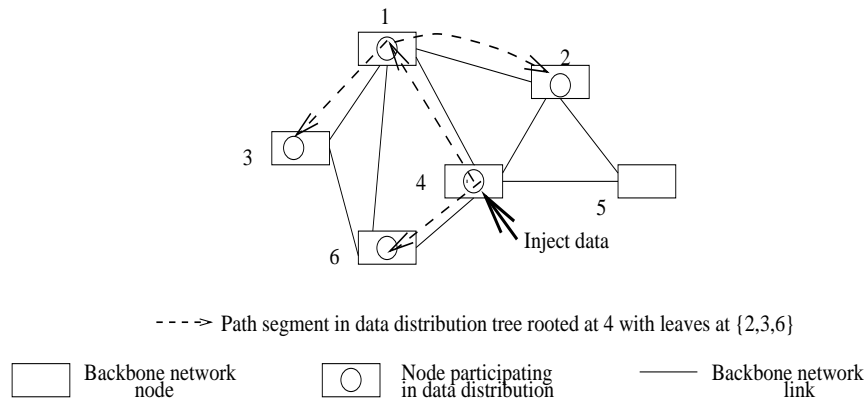 1
2
3
4
5
6
Inject data
Path segment in data distribution tree rooted at 4 with leaves at {2,3,6}
Backbone network
node
Node participating
in data distribution
Backbone network
link